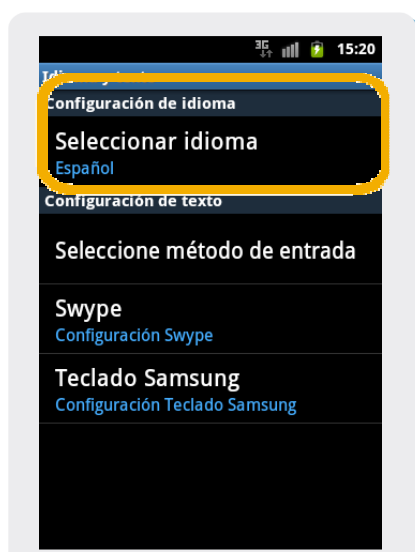 3G 15:20
Configuración de idioma
Seleccionar idioma
Español
Configuración de texto
Seleccione método de entrada
Swype
Configuración Swype
Teclado Samsung
Configuración Teclado Samsung